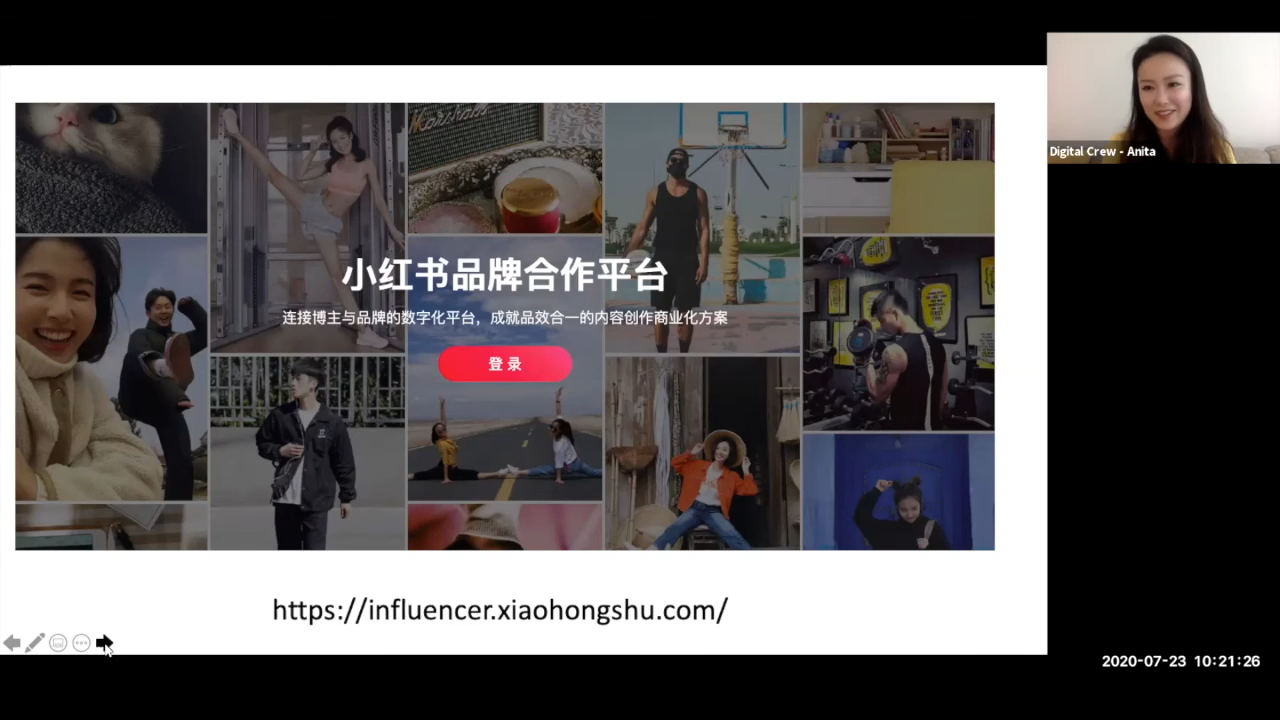 小红书品牌合作平台
连接博主与品牌的数字化平台，成就品效合一的内容创作商业化方案
登录
https://influencer.xiaohongshu.com/
Digital Crew - Anita
2020-07-23 10:21:26